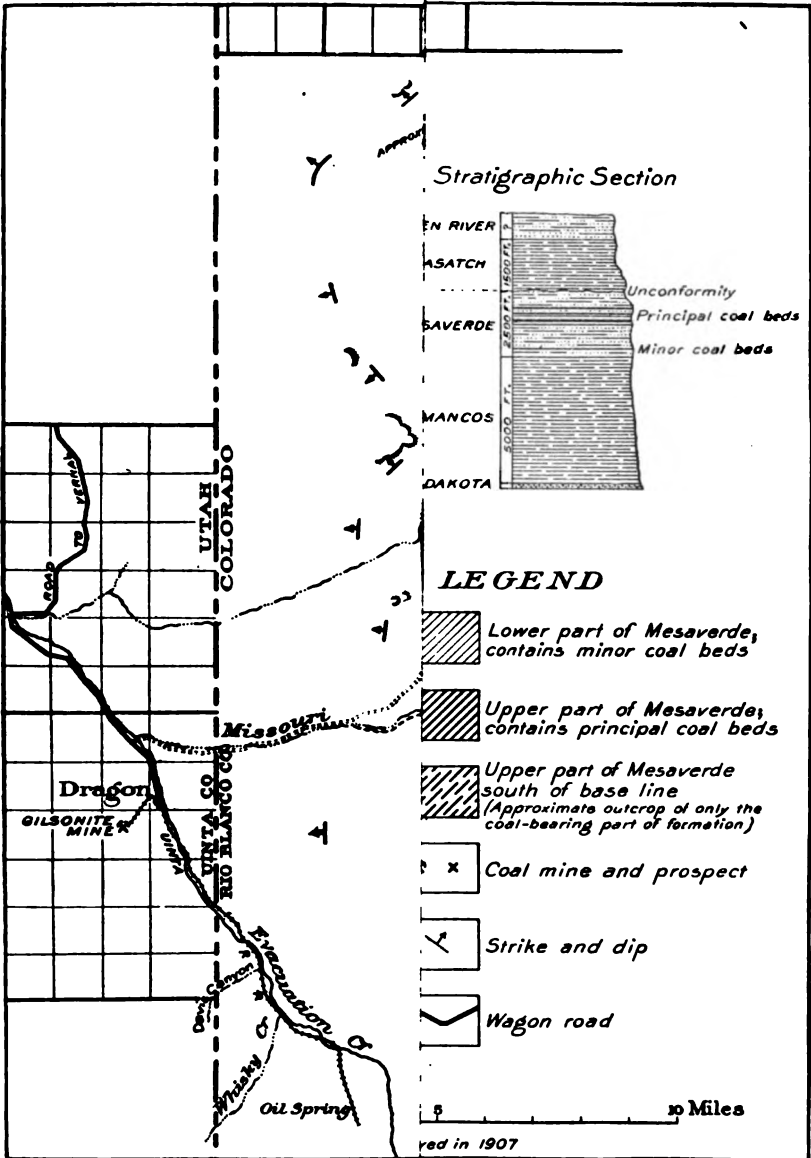 APPROX
Stratigraphic Section
EN RIVER
?
ASATCH
1500 FT.
Unconformity
SAVERDE
2500 FT.
Principal coal beds
Minor coal beds
MANCOS
5000 FT.
DAKOTA
ROAD TO VERNAL
UTAH
COLORADO
LEGEND
Lower part of Mesaverde;
contains minor coal beds
Upper part of Mesaverde;
contains principal coal beds
Upper part of Mesaverde
south of base line
(Approximate outcrop of only the
coal-bearing part of formation)
Coal mine and prospect
Strike and dip
Wagon road
Missouri
Dragon
GILSONITE
MINE
UINTA
UINTA CO
RIO BLANCO CO
Evacuation Cr
R R
Davis Canyon
Whisky Cr
Oil Spring
5
10 Miles
red in 1907